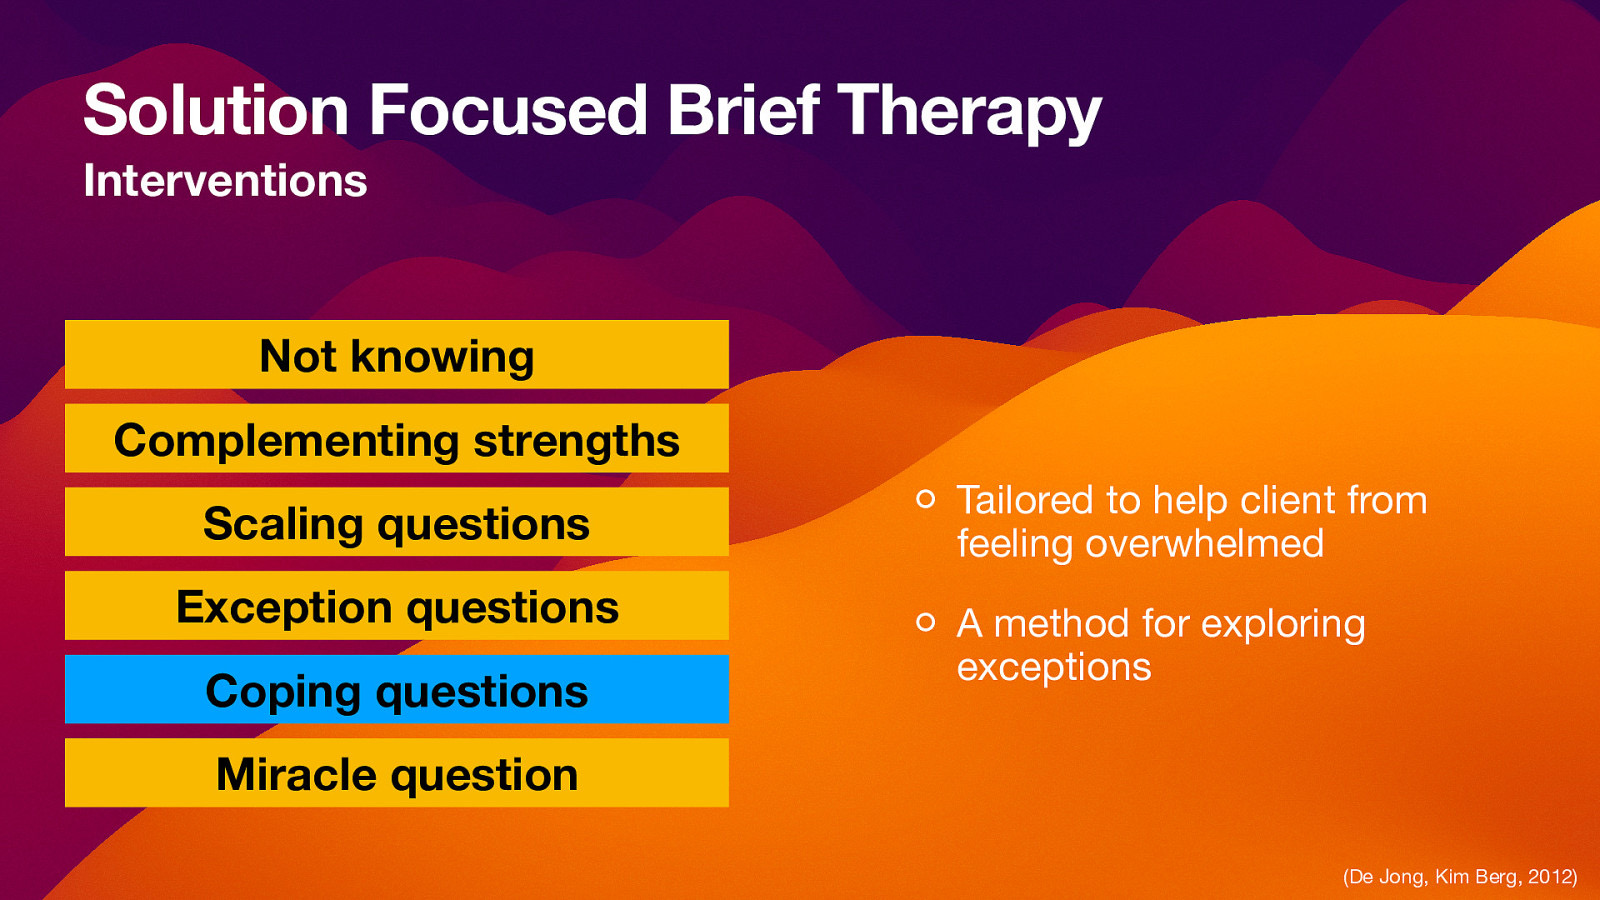 Solution Focused Brief Therapy
Interventions
Not knowing
Complementing strengths
Scaling questions
Exception questions
Coping questions
Miracle question
Tailored to help client from
feeling overwhelmed
A method for exploring
exceptions
(De Jong, Kim Berg, 2012)